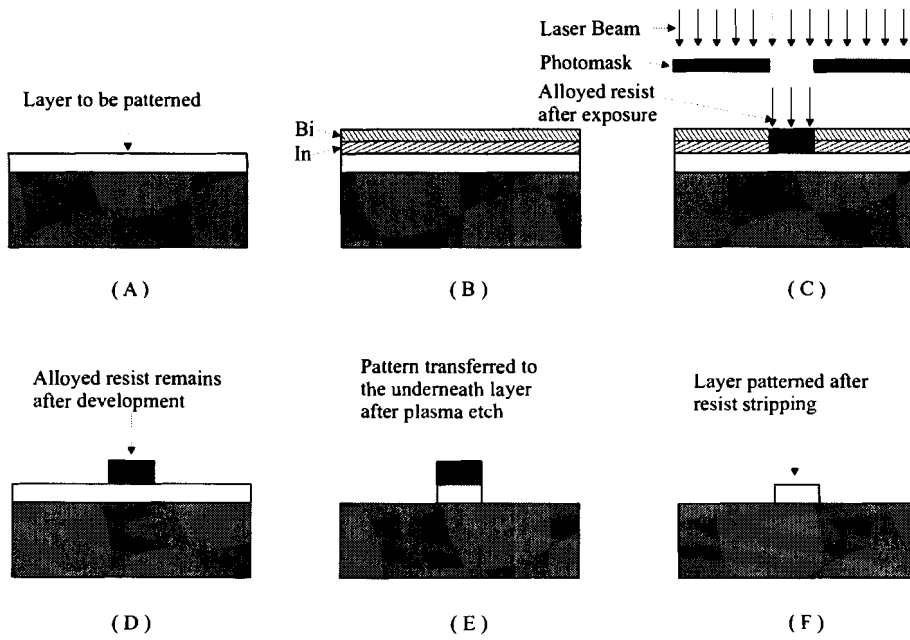 Laser Beam
Photomask
Alloyed resist
after exposure
Layer to be patterned
Bi
In
( A )
( B )
( C )
Alloyed resist remains
after development
Pattern transferred to
the underneath layer
after plasma etch
Layer patterned after
resist stripping
( D )
( E )
( F )